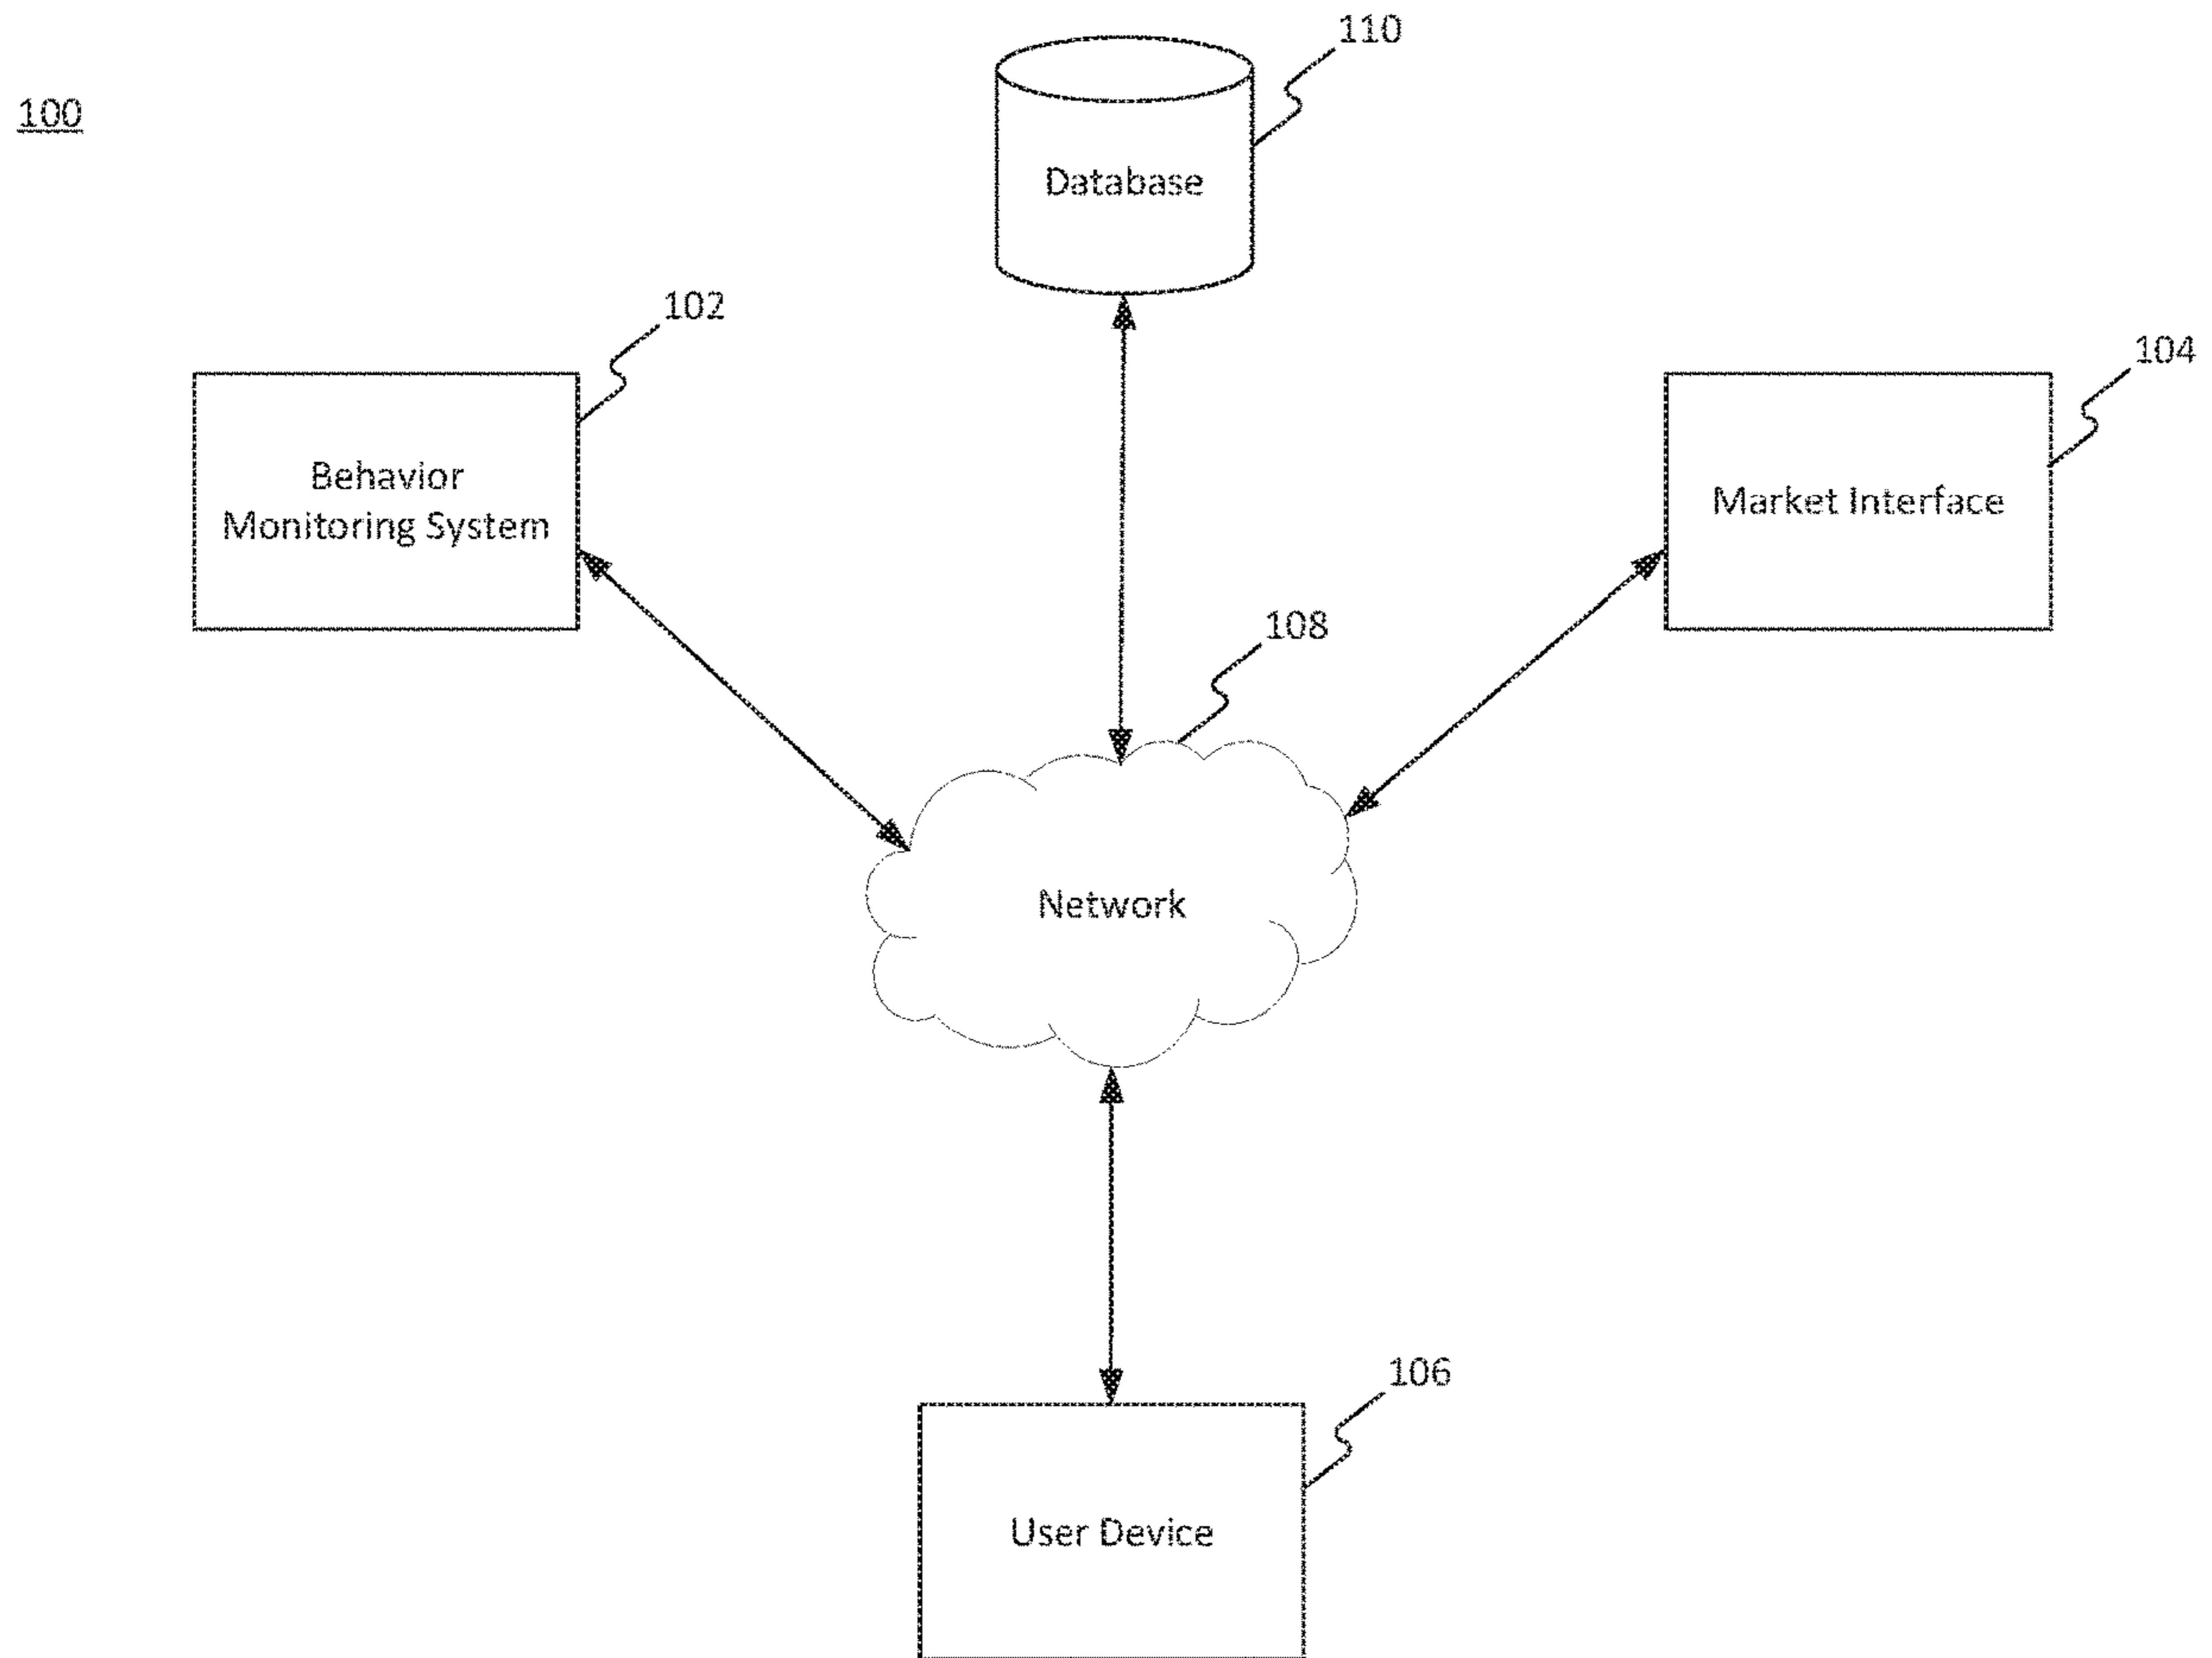 110
100
Database
102
104
Behavior
Monitoring System
Market Interface
108
Network
106
User Device